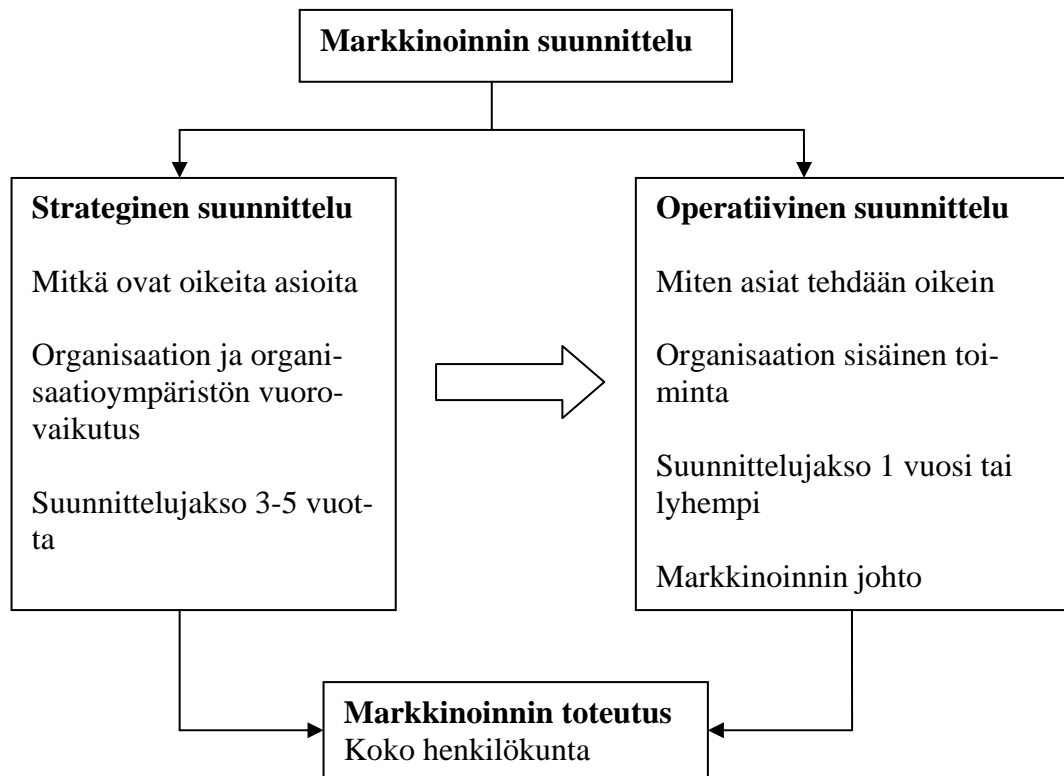 Markkinoinnin suunnittelu
Strateginen suunnittelu
Mitkä ovat oikeita asioita
Organisaation ja organi-
saatioympäristön vuoro-
vaikutus
Suunnittelujakso 3-5 vuot-
ta
Operatiivinen suunnittelu
Miten asiat tehdään oikein
Organisaation sisäinen toi-
minta
Suunnittelujakso 1 vuosi tai
lyhempi
Markkinoinnin johto
Markkinoinnin toteutus
Koko henkilökunta